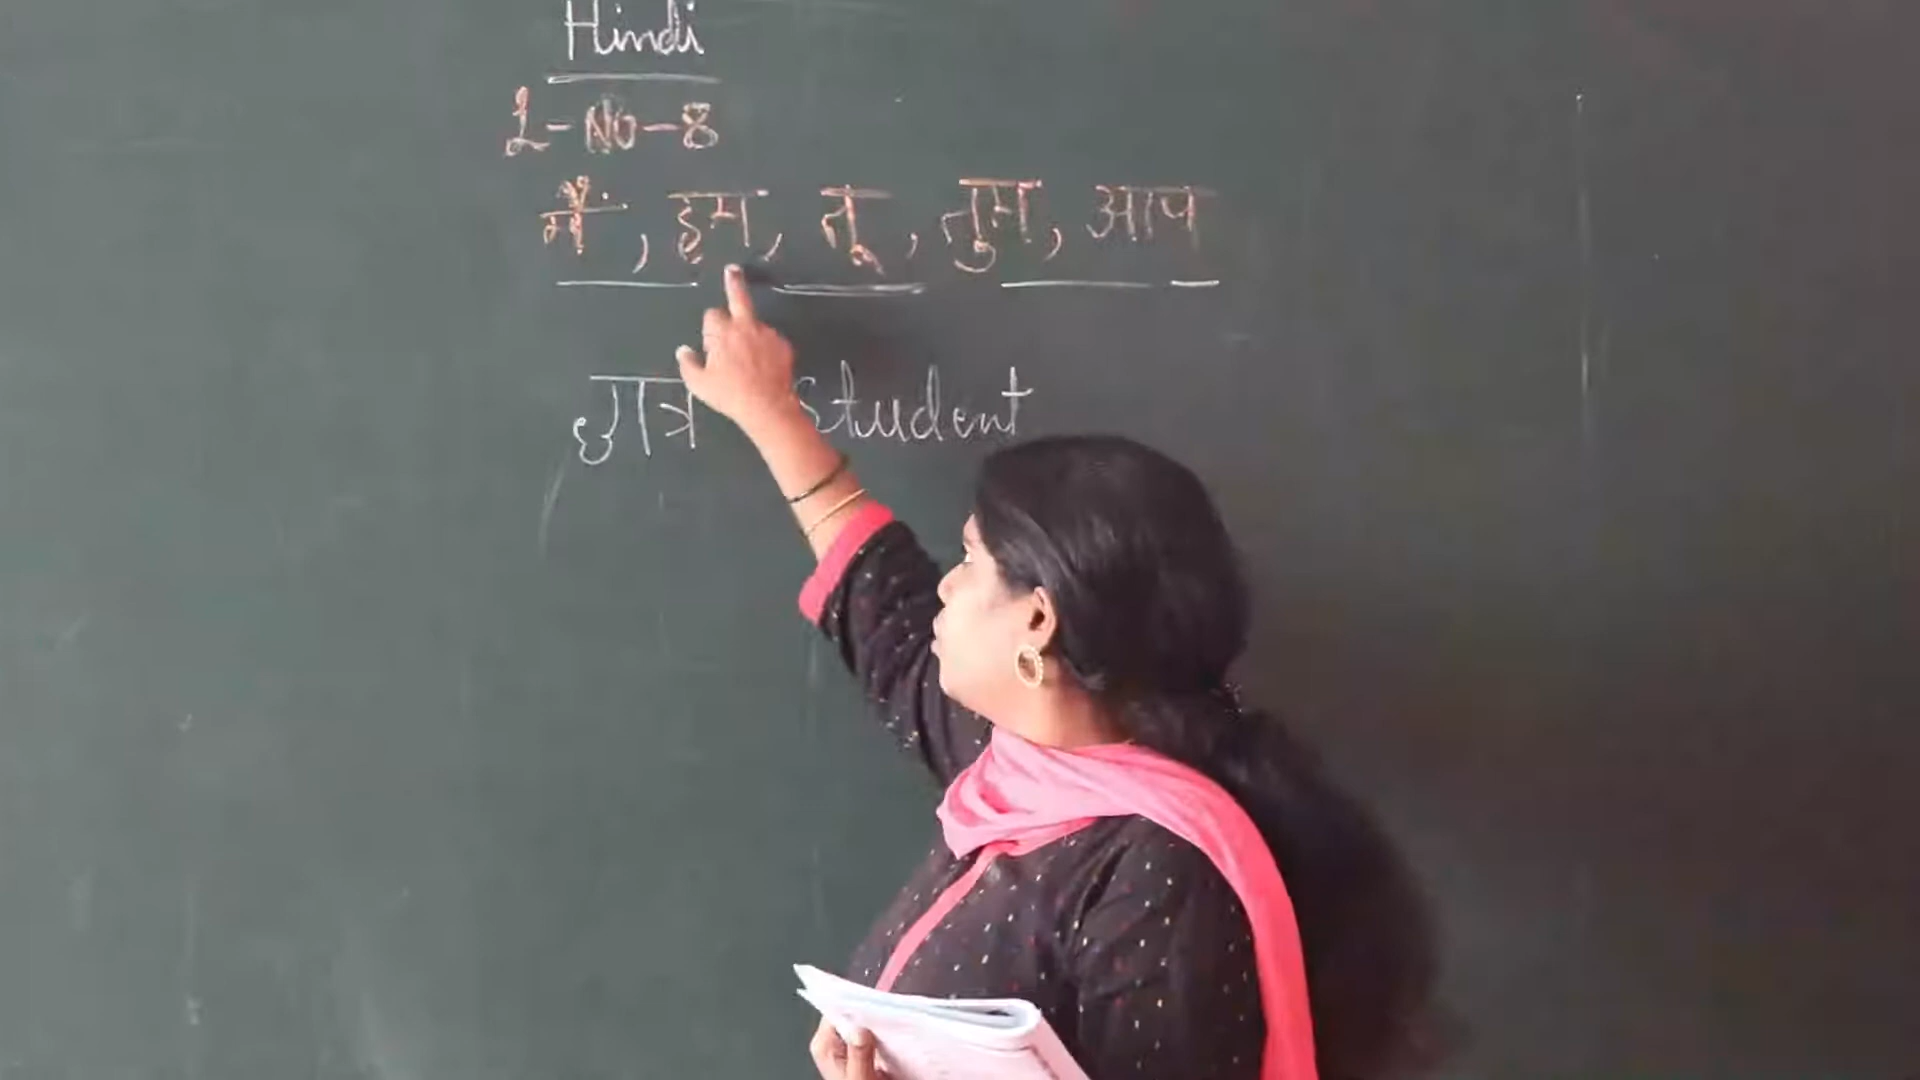 Hindi
L-No-8
मैं, हम, तू, तुम, आप
छात्र Student